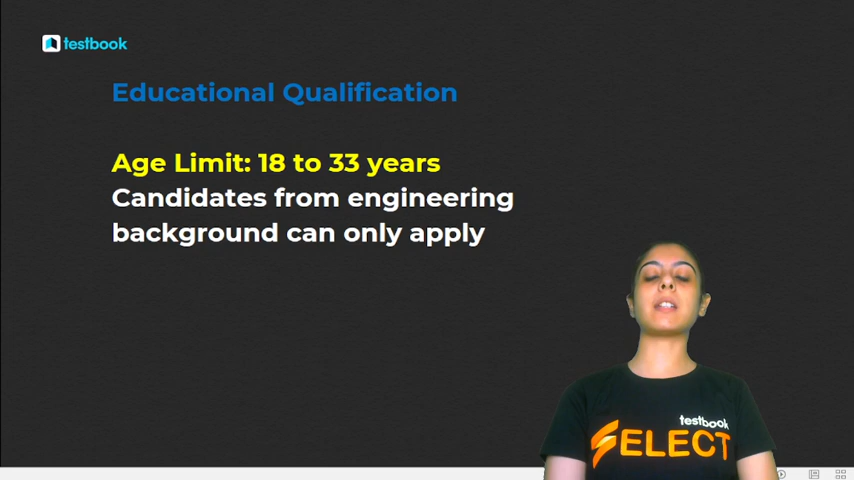 testbook
Educational Qualification
Age Limit: 18 to 33 years
Candidates from engineering
background can only apply
testbook
SELECT